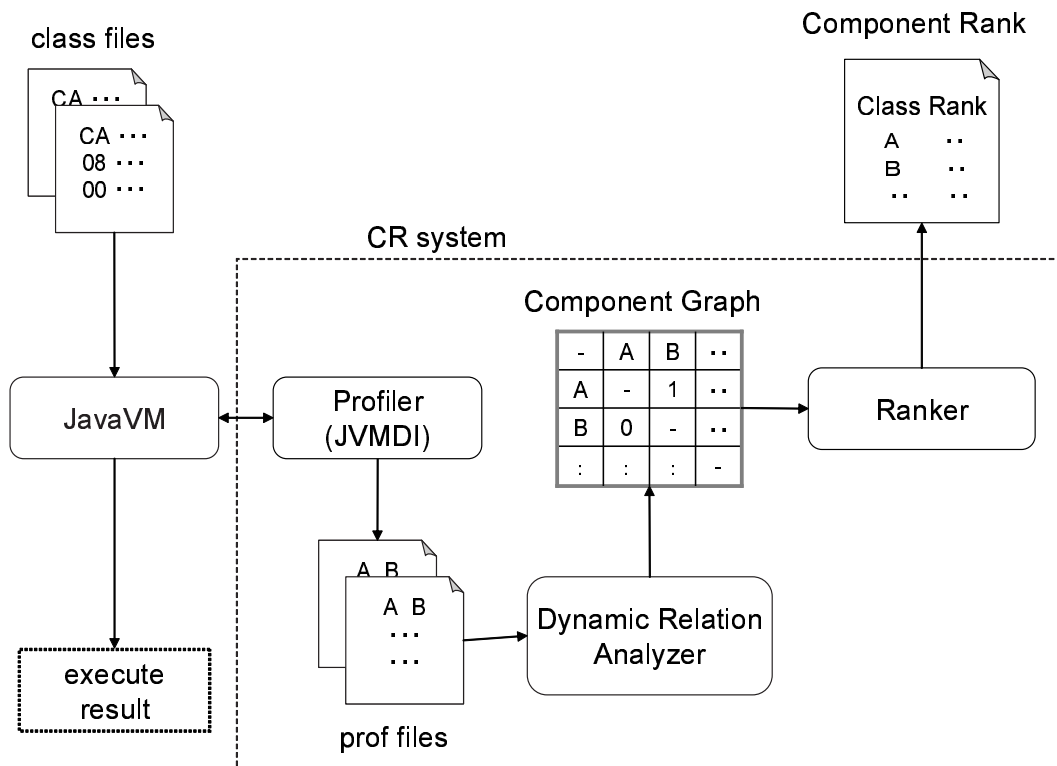 class files
CA ···
CA ···
08 ···
00 ···
Component Rank
Class Rank
A ··
B ··
·· ··
CR system
Component Graph
- A B ··
A - 1 ··
B 0 - ··
: : : -
JavaVM
Profiler
(JVMDI)
Ranker
A B
A B
···
···
prof files
Dynamic Relation
Analyzer
execute
result